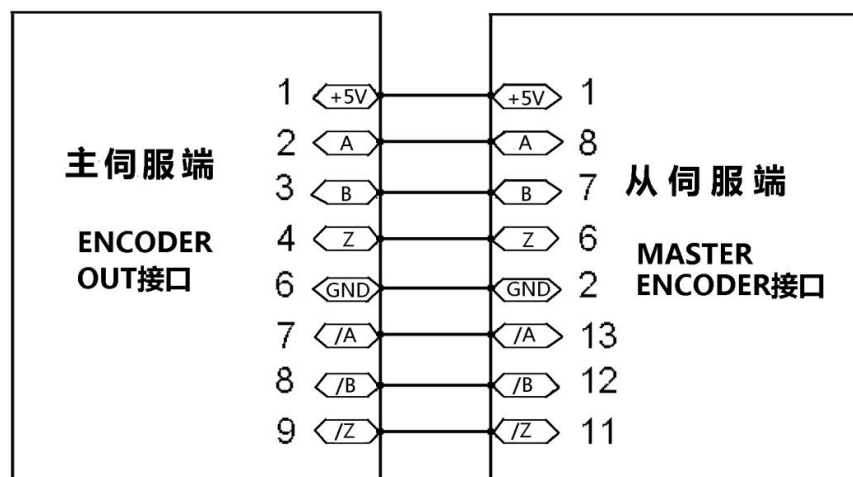 1 +5V +5V 1
2 A A 8
3 B B 7
4 Z Z 6
6 GND GND 2
7 /A /A 13
8 /B /B 12
9 /Z /Z 11
主伺服端
ENCODER
OUT接口
从伺服端
MASTER
ENCODER接口